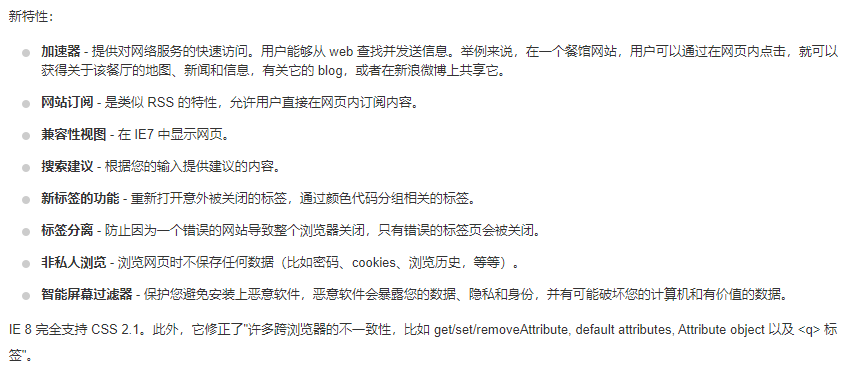 新特性：
加速器 - 提供对网络服务的快速访问。用户能够从 web 查找并发送信息。举例来说，在一个餐馆网站，用户可以通过在网页内点击，就可以
获得关于该餐厅的地图、新闻和信息，有关它的 blog，或者在新浪微博上共享它。
网站订阅 - 是类似 RSS 的特性，允许用户直接在网页内订阅内容。
兼容性视图 - 在 IE7 中显示网页。
搜索建议 - 根据您的输入提供建议的内容。
新标签的功能 - 重新打开意外被关闭的标签，通过颜色代码分组相关的标签。
标签分离 - 防止因为一个错误的网站导致整个浏览器关闭，只有错误的标签页会被关闭。
非私人浏览 - 浏览网页时不保存任何数据（比如密码、cookies、浏览历史，等等）。
智能屏幕过滤器 - 保护您避免安装上恶意软件，恶意软件会暴露您的数据、隐私和身份，并有可能破坏您的计算机和有价值的数据。
IE 8 完全支持 CSS 2.1。此外，它修正了"许多跨浏览器的不一致性，比如 get/set/removeAttribute, default attributes, Attribute object 以及 <q> 标
签"。